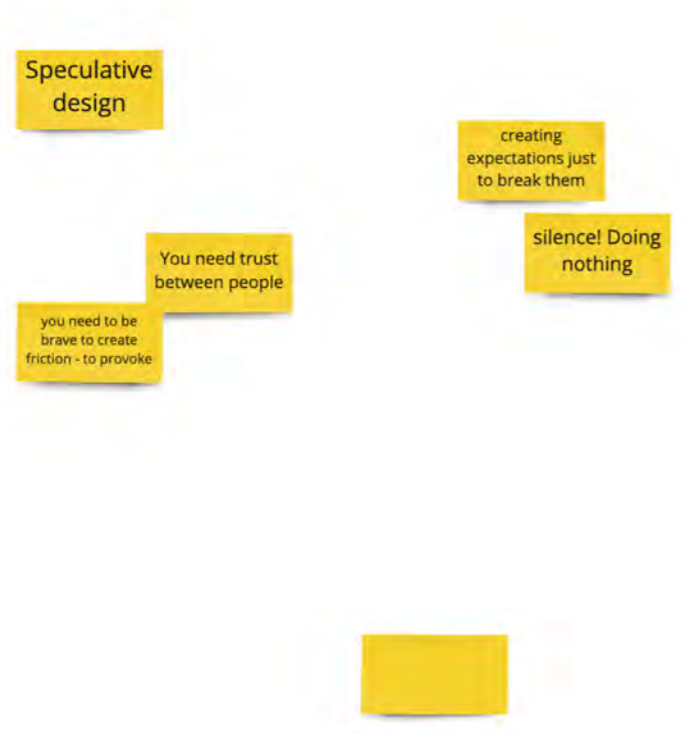 Speculative
design
creating
expectations just
to break them
silence! Doing
nothing
You need trust
between people
you need to be
brave to create
friction - to provoke